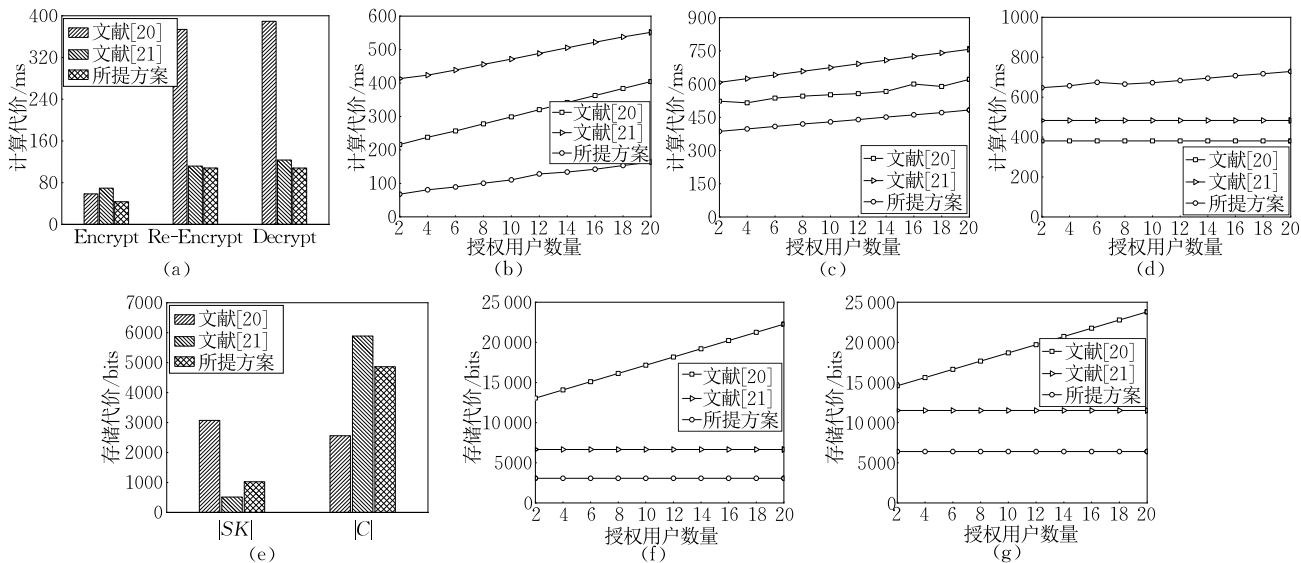 400
320
240
160
80
0
计算代价/ms
文献[20]
文献[21]
所提方案
Encrypt Re-Encrypt Decrypt
(a)
600
500
400
300
200
100
0
计算代价/ms
文献[20]
文献[21]
所提方案
2 4 6 8 10 12 14 16 18 20
授权用户数量
(b)
900
750
600
450
300
150
0
计算代价/ms
文献[20]
文献[21]
所提方案
2 4 6 8 10 12 14 16 18 20
授权用户数量
(c)
1000
800
600
400
200
0
计算代价/ms
文献[20]
文献[21]
所提方案
2 4 6 8 10 12 14 16 18 20
授权用户数量
(d)
7000
6000
5000
4000
3000
2000
1000
0
存储代价/bits
文献[20]
文献[21]
所提方案
|SK| |C|
(e)
25 000
20 000
15 000
10 000
5000
0
存储代价/bits
文献[20]
文献[21]
所提方案
2 4 6 8 10 12 14 16 18 20
授权用户数量
(f)
25 000
20 000
15 000
10 000
5000
0
存储代价/bits
文献[20]
文献[21]
所提方案
2 4 6 8 10 12 14 16 18 20
授权用户数量
(g)